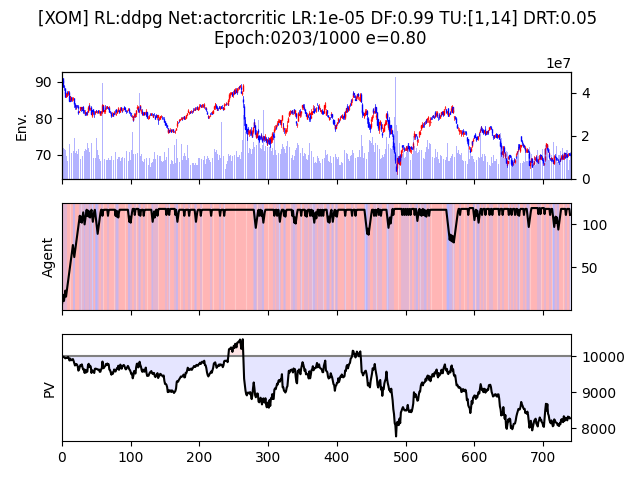 [XOM] RL:ddpg Net:actorcritic LR:1e-05 DF:0.99 TU:[1,14] DRT:0.05
Epoch:0203/1000 e=0.80
1e7
Env.
90
80
70
4
2
0
Agent
100
50
PV
10000
9000
8000
0 100 200 300 400 500 600 700